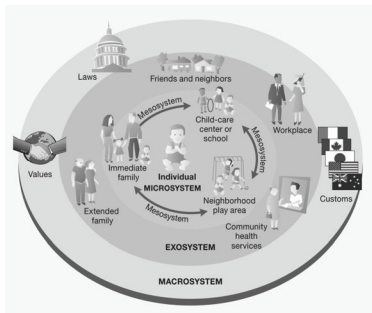 Laws
Friends and neighbors
Mesosystem
Child-care
center or
school
Workplace
Mesosystem
Values
Immediate
family
Individual
MICROSYSTEM
Neighborhood
play area
Customs
Extended
family
Mesosystem
Community
health
services
EXOSYSTEM
MACROSYSTEM